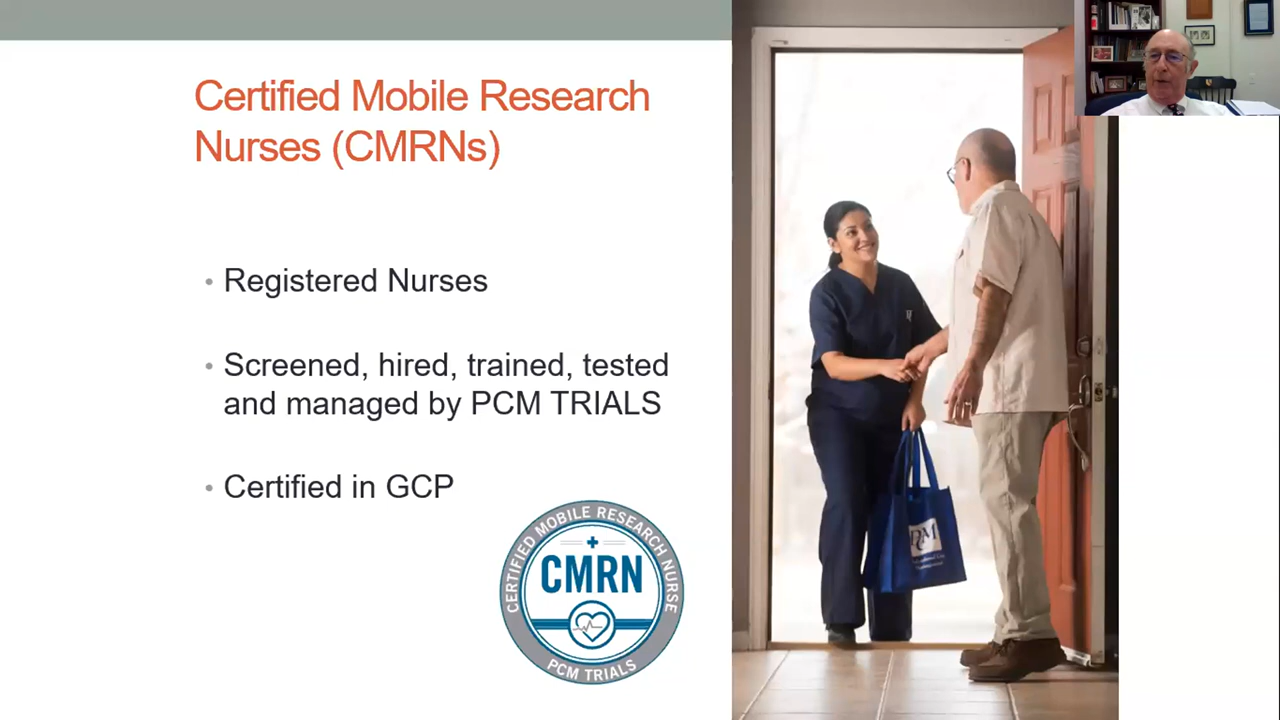 Certified Mobile Research
Nurses (CMRNs)
• Registered Nurses
• Screened, hired, trained, tested
and managed by PCM TRIALS
• Certified in GCP
CERTIFIED MOBILE RESEARCH NURSE
CMRN
PCM TRIALS